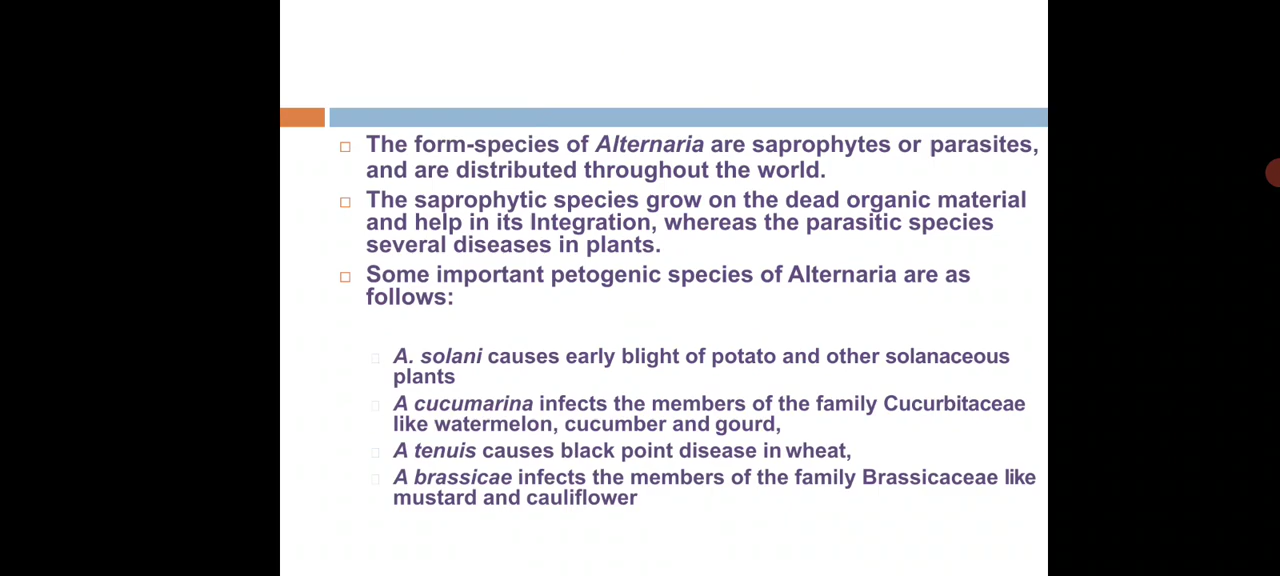 The form-species of Alternaria are saprophytes or parasites,
and are distributed throughout the world.
The saprophytic species grow on the dead organic material
and help in its Integration, whereas the parasitic species
several diseases in plants.
Some important petogenic species of Alternaria are as
follows:
A. solani causes early blight of potato and other solanaceous
plants
A cucumarina infects the members of the family Cucurbitaceae
like watermelon, cucumber and gourd,
A tenuis causes black point disease in wheat,
A brassicae infects the members of the family Brassicaceae like
mustard and cauliflower